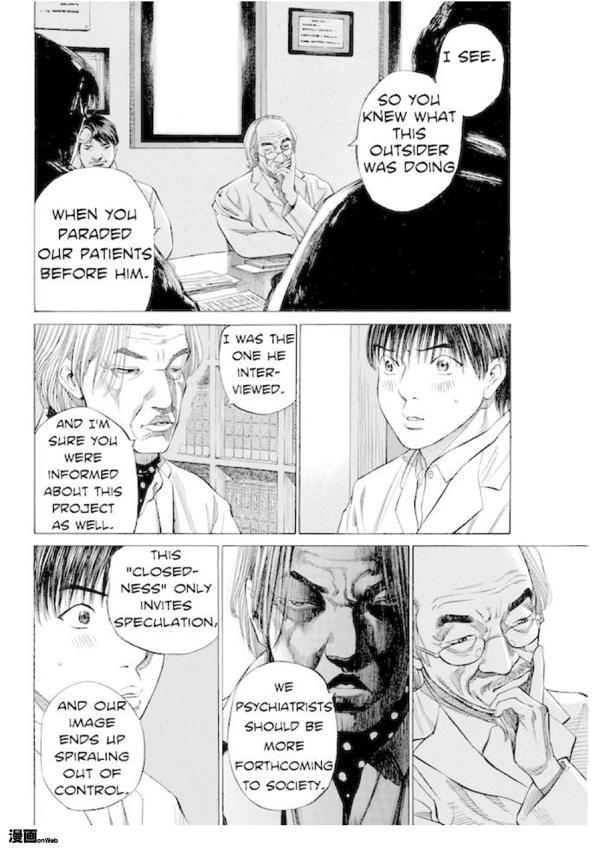 I SEE.
SO YOU
KNEW WHAT
THIS
OUTSIDER
WAS DOING
WHEN YOU
PARADED
OUR PATIENTS
BEFORE HIM.
I WAS THE
ONE HE
INTER-
VIEWED.
AND I'M
SURE YOU
WERE
INFORMED
ABOUT THIS
PROJECT
AS WELL.
THIS
"CLOSED-
NESS" ONLY
INVITES
SPECULATION,
AND OUR
IMAGE
ENDS UP
SPIRALING
OUT OF
CONTROL.
WE
PSYCHIATRISTS
SHOULD BE
MORE
FORTHCOMING
TO SOCIETY.
漫画onWeb